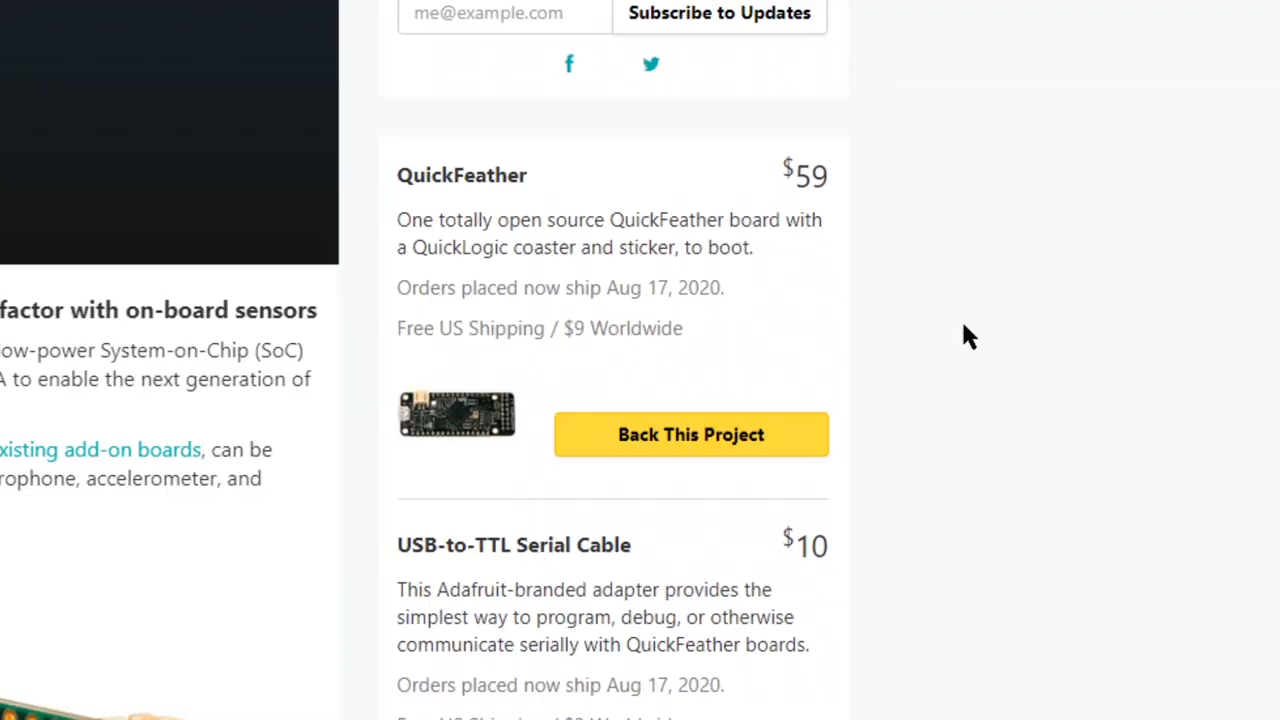 me@example.com
Subscribe to Updates
QuickFeather
$59
One totally open source QuickFeather board with
a QuickLogic coaster and sticker, to boot.
Orders placed now ship Aug 17, 2020.
Free US Shipping / $9 Worldwide
Back This Project
USB-to-TTL Serial Cable
$10
This Adafruit-branded adapter provides the
simplest way to program, debug, or otherwise
communicate serially with QuickFeather boards.
Orders placed now ship Aug 17, 2020.
factor with on-board sensors
low-power System-on-Chip (SoC)
A to enable the next generation of
xisting add-on boards, can be
rophone, accelerometer, and